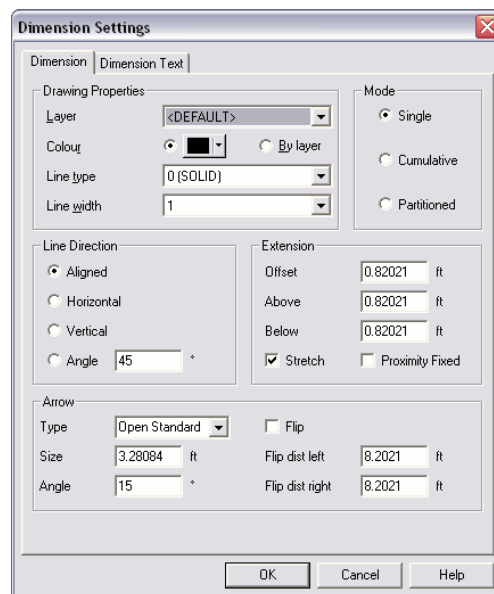 Dimension Settings
Dimension Dimension Text
Drawing Properties
Layer <DEFAULT>
Colour By layer
Line type 0 (SOLID)
Line width 1
Mode
Single
Cumulative
Partitioned
Line Direction
Aligned
Horizontal
Vertical
Angle 45 °
Extension
Offset 0.82021 ft
Above 0.82021 ft
Below 0.82021 ft
Stretch Proximity Fixed
Arrow
Type Open Standard Flip
Size 3.28084 ft Flip dist left 8.2021 ft
Angle 15 ° Flip dist right 8.2021 ft
OK Cancel Help